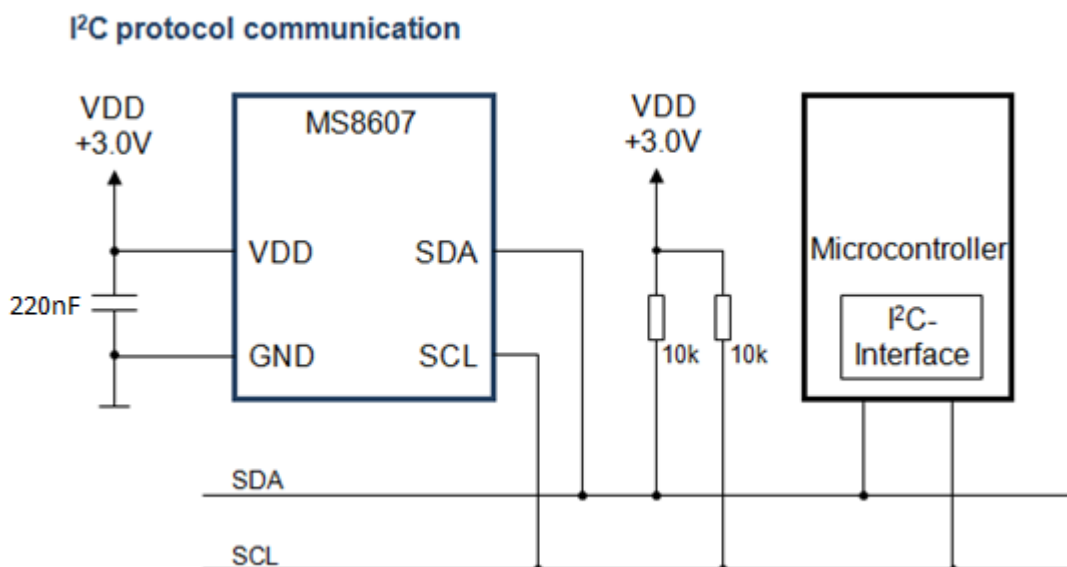 I²C protocol communication
VDD
+3.0V
MS8607
VDD
+3.0V
VDD
SDA
Microcontroller
220nF
I²C-
Interface
GND
SCL
10k
10k
SDA
SCL